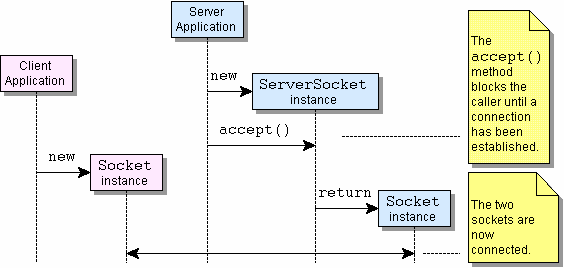 Server
Application
Client
Application
new
ServerSocket
instance
accept()
new
Socket
instance
return
Socket
instance
The
accept()
method
blocks the
caller until a
connection
has been
established.
The two
sockets are
now
connected.